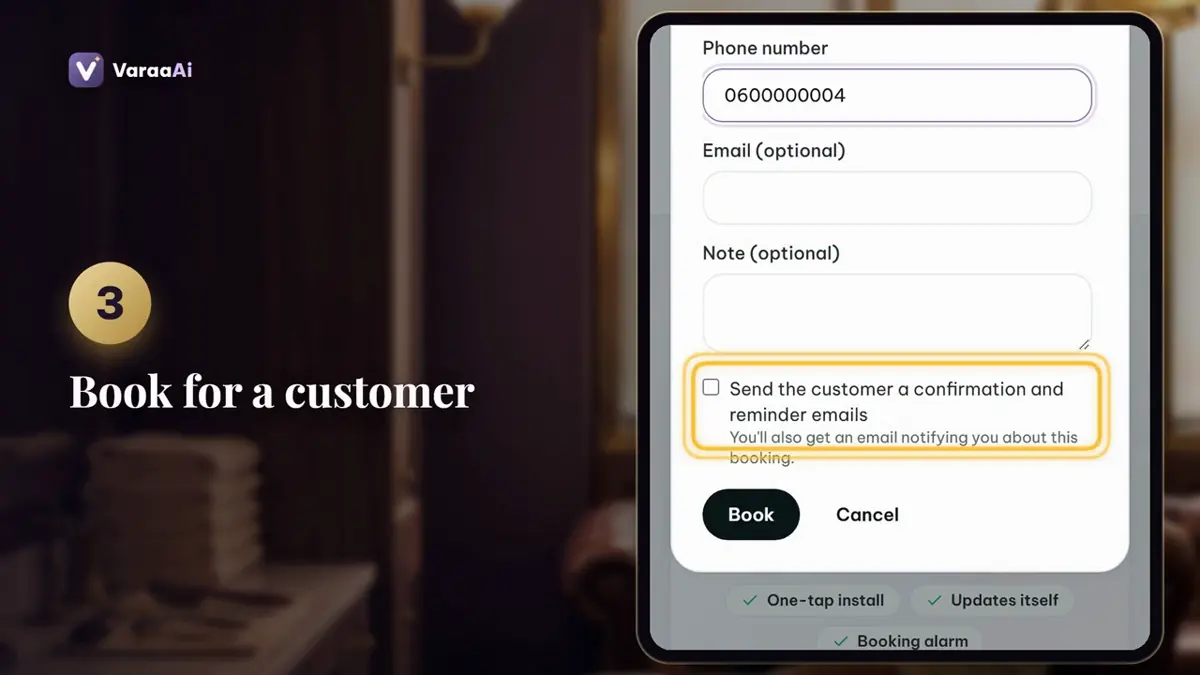 VaraaAi
3
Book for a customer
Phone number
0600000004
Email (optional)
Note (optional)
Send the customer a confirmation and
reminder emails
You'll also get an email notifying you about this
booking.
Book
Cancel
One-tap install
Updates itself
Booking alarm